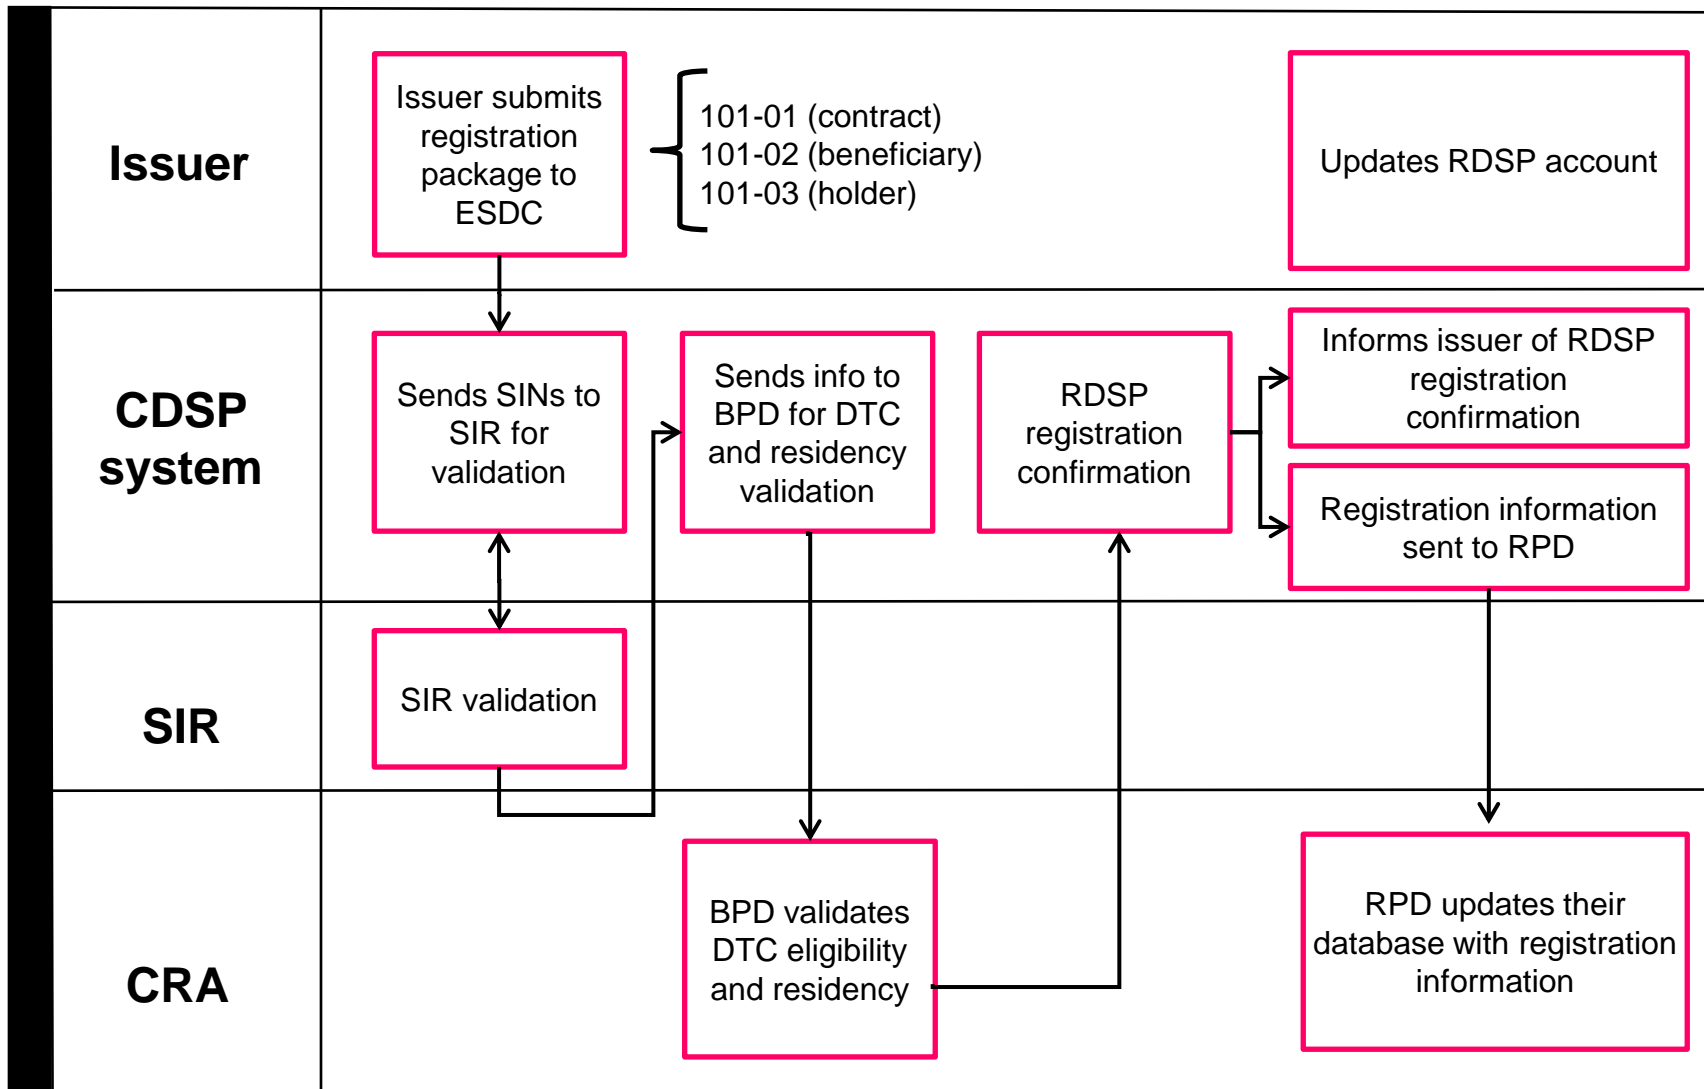 Issuer
Issuer submits
registration
package to
ESDC
101-01 (contract)
101-02 (beneficiary)
101-03 (holder)
Updates RDSP account
CDSP
system
Sends SINs to
SIR for
validation
Sends info to
BPD for DTC
and residency
validation
RDSP
registration
confirmation
Informs issuer of RDSP
registration
confirmation
Registration information
sent to RPD
SIR
SIR validation
CRA
BPD validates
DTC eligibility
and residency
RPD updates their
database with registration
information